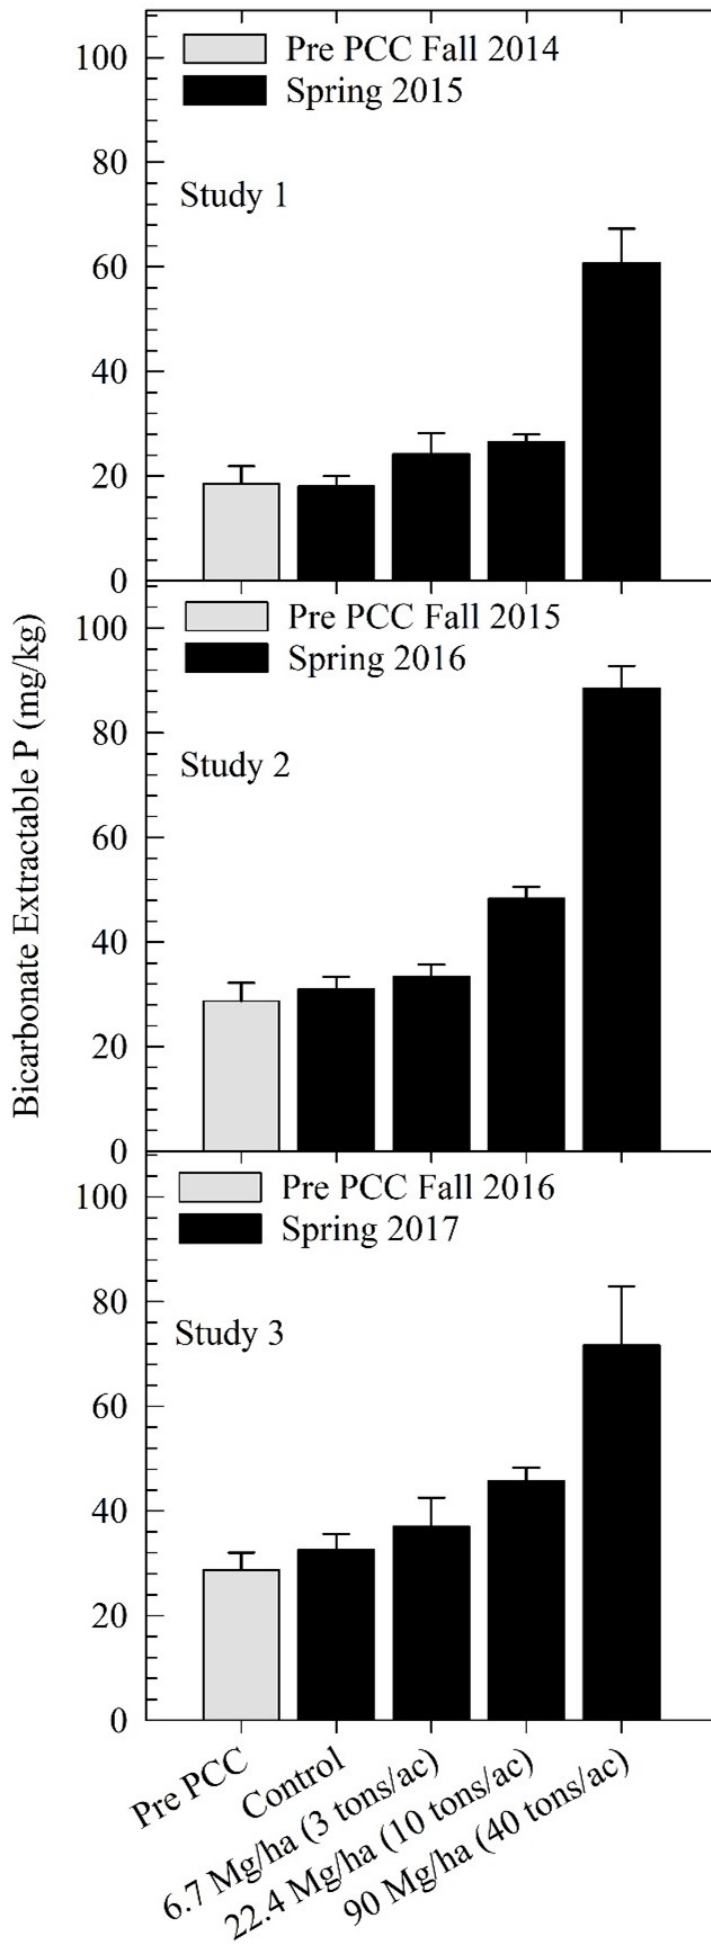 Bicarbonate Extractable P (mg/kg)
100
80
60
40
20
0
Pre PCC Fall 2014
Spring 2015
Study 1
100
80
60
40
20
0
Pre PCC Fall 2015
Spring 2016
Study 2
100
80
60
40
20
0
Pre PCC Fall 2016
Spring 2017
Study 3
Pre PCC
Control
6.7 Mg/ha (3 tons/ac)
22.4 Mg/ha (10 tons/ac)
90 Mg/ha (40 tons/ac)